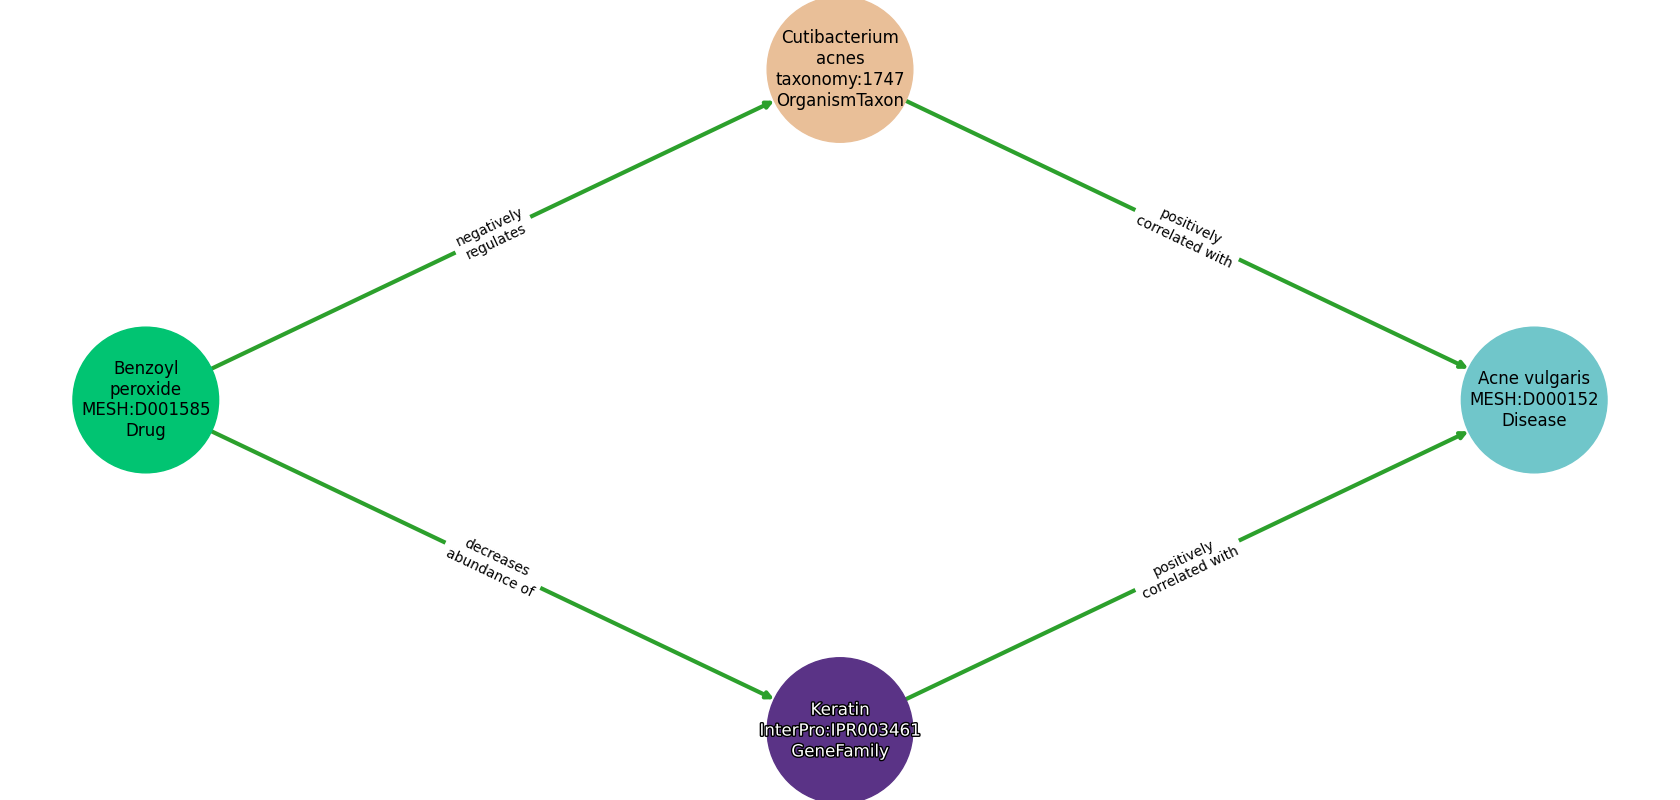 Cutibacterium
acnes
taxonomy:1747
OrganismTaxon
negatively
regulates
positively
correlated with
Benzoyl
peroxide
MESH:D001585
Drug
Acne vulgaris
MESH:D000152
Disease
decreases
abundance of
positively
correlated with
Keratin
InterPro:IPR003461
GeneFamily